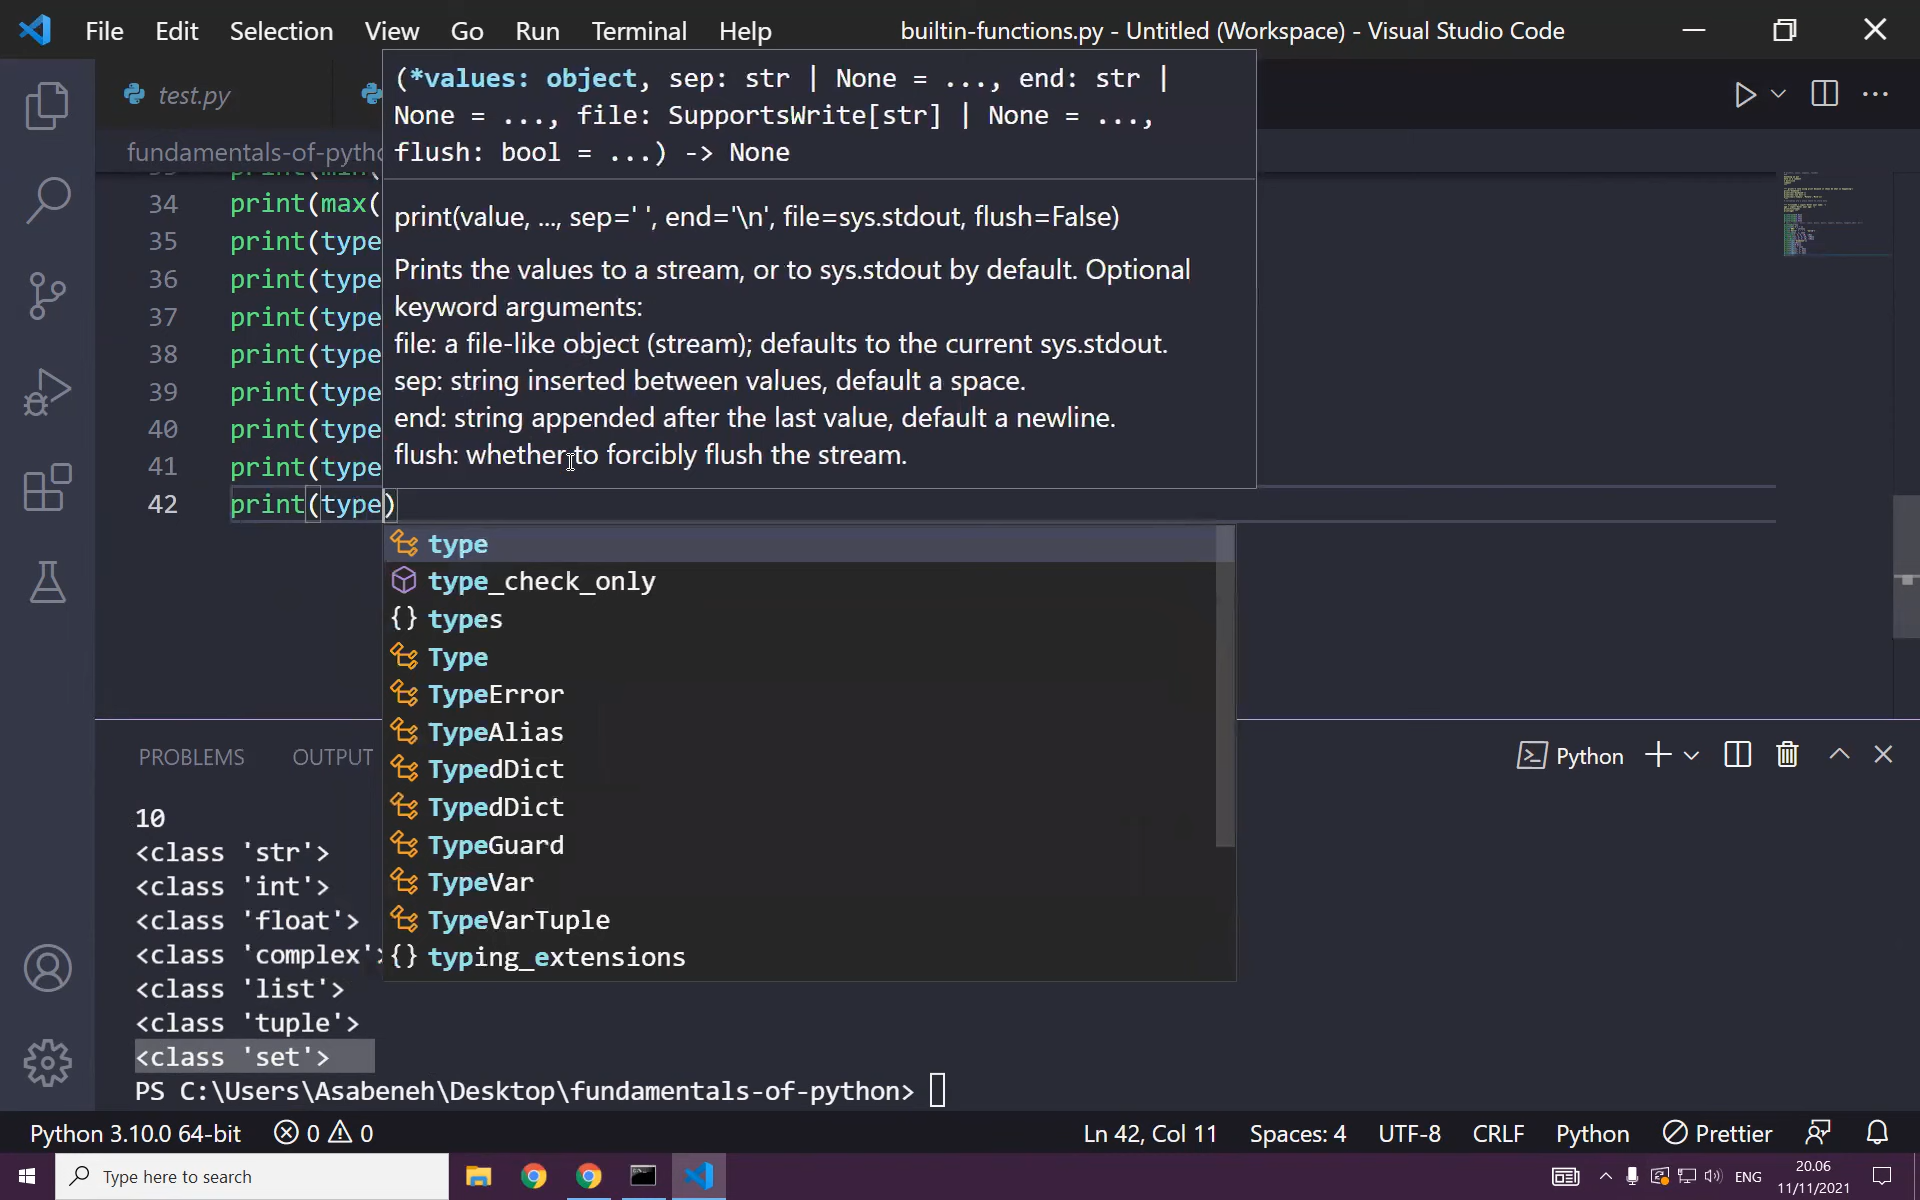 File Edit Selection View Go Run Terminal Help builtin-functions.py - Untitled (Workspace) - Visual Studio Code
test.py
fundamentals-of-pytho
(*values: object, sep: str | None = ..., end: str |
None = ..., file: SupportsWrite[str] | None = ...,
flush: bool = ...) -> None
print(value, ..., sep=' ', end='\n', file=sys.stdout, flush=False)
Prints the values to a stream, or to sys.stdout by default. Optional
keyword arguments:
file: a file-like object (stream); defaults to the current sys.stdout.
sep: string inserted between values, default a space.
end: string appended after the last value, default a newline.
flush: whether to forcibly flush the stream.
33 print(min(
34 print(max(
35 print(type
36 print(type
37 print(type
38 print(type
39 print(type
40 print(type
41 print(type
42 print(type)
type
type_check_only
{} types
Type
TypeError
TypeAlias
TypedDict
TypedDict
TypeGuard
TypeVar
TypeVarTuple
{} typing_extensions
PROBLEMS OUTPUT Python
10
<class 'str'>
<class 'int'>
<class 'float'>
<class 'complex'>
<class 'list'>
<class 'tuple'>
<class 'set'>
PS C:\Users\Asabeneh\Desktop\fundamentals-of-python>
Python 3.10.0 64-bit 0 0 Ln 42, Col 11 Spaces: 4 UTF-8 CRLF Python Prettier
Type here to search ENG 20.06
11/11/2021